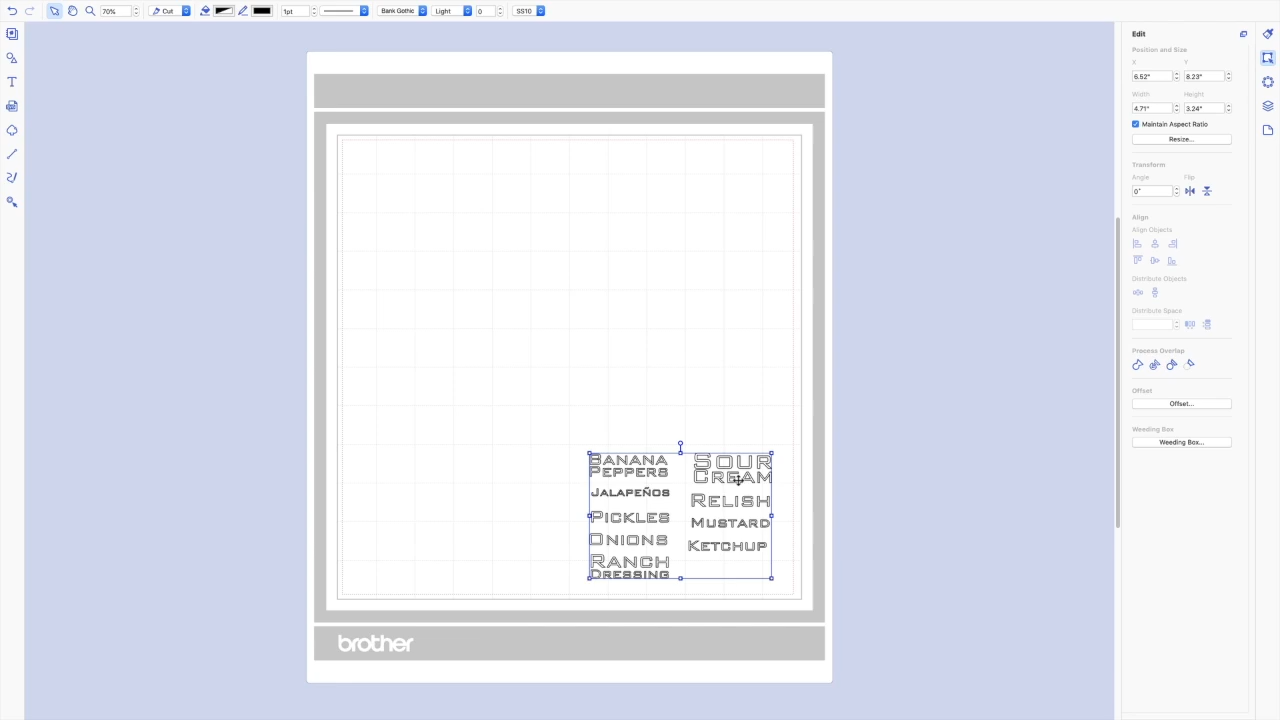 70%
Cut
1pt
Bank Gothic
Light
0
SS10
Edit
Position and Size
X
Y
6.52"
8.23"
Width
Height
4.71"
3.24"
Maintain Aspect Ratio
Resize...
Transform
Angle
Flip
0°
Align
Align Objects
Distribute Objects
Distribute Space
Process Overlap
Offset
Offset...
Weeding Box
Weeding Box...
BANANA
PEPPERS
JALAPEÑOS
PICKLES
ONIONS
RANCH
DRESSING
SOUR
CREAM
RELISH
MUSTARD
KETCHUP
brother